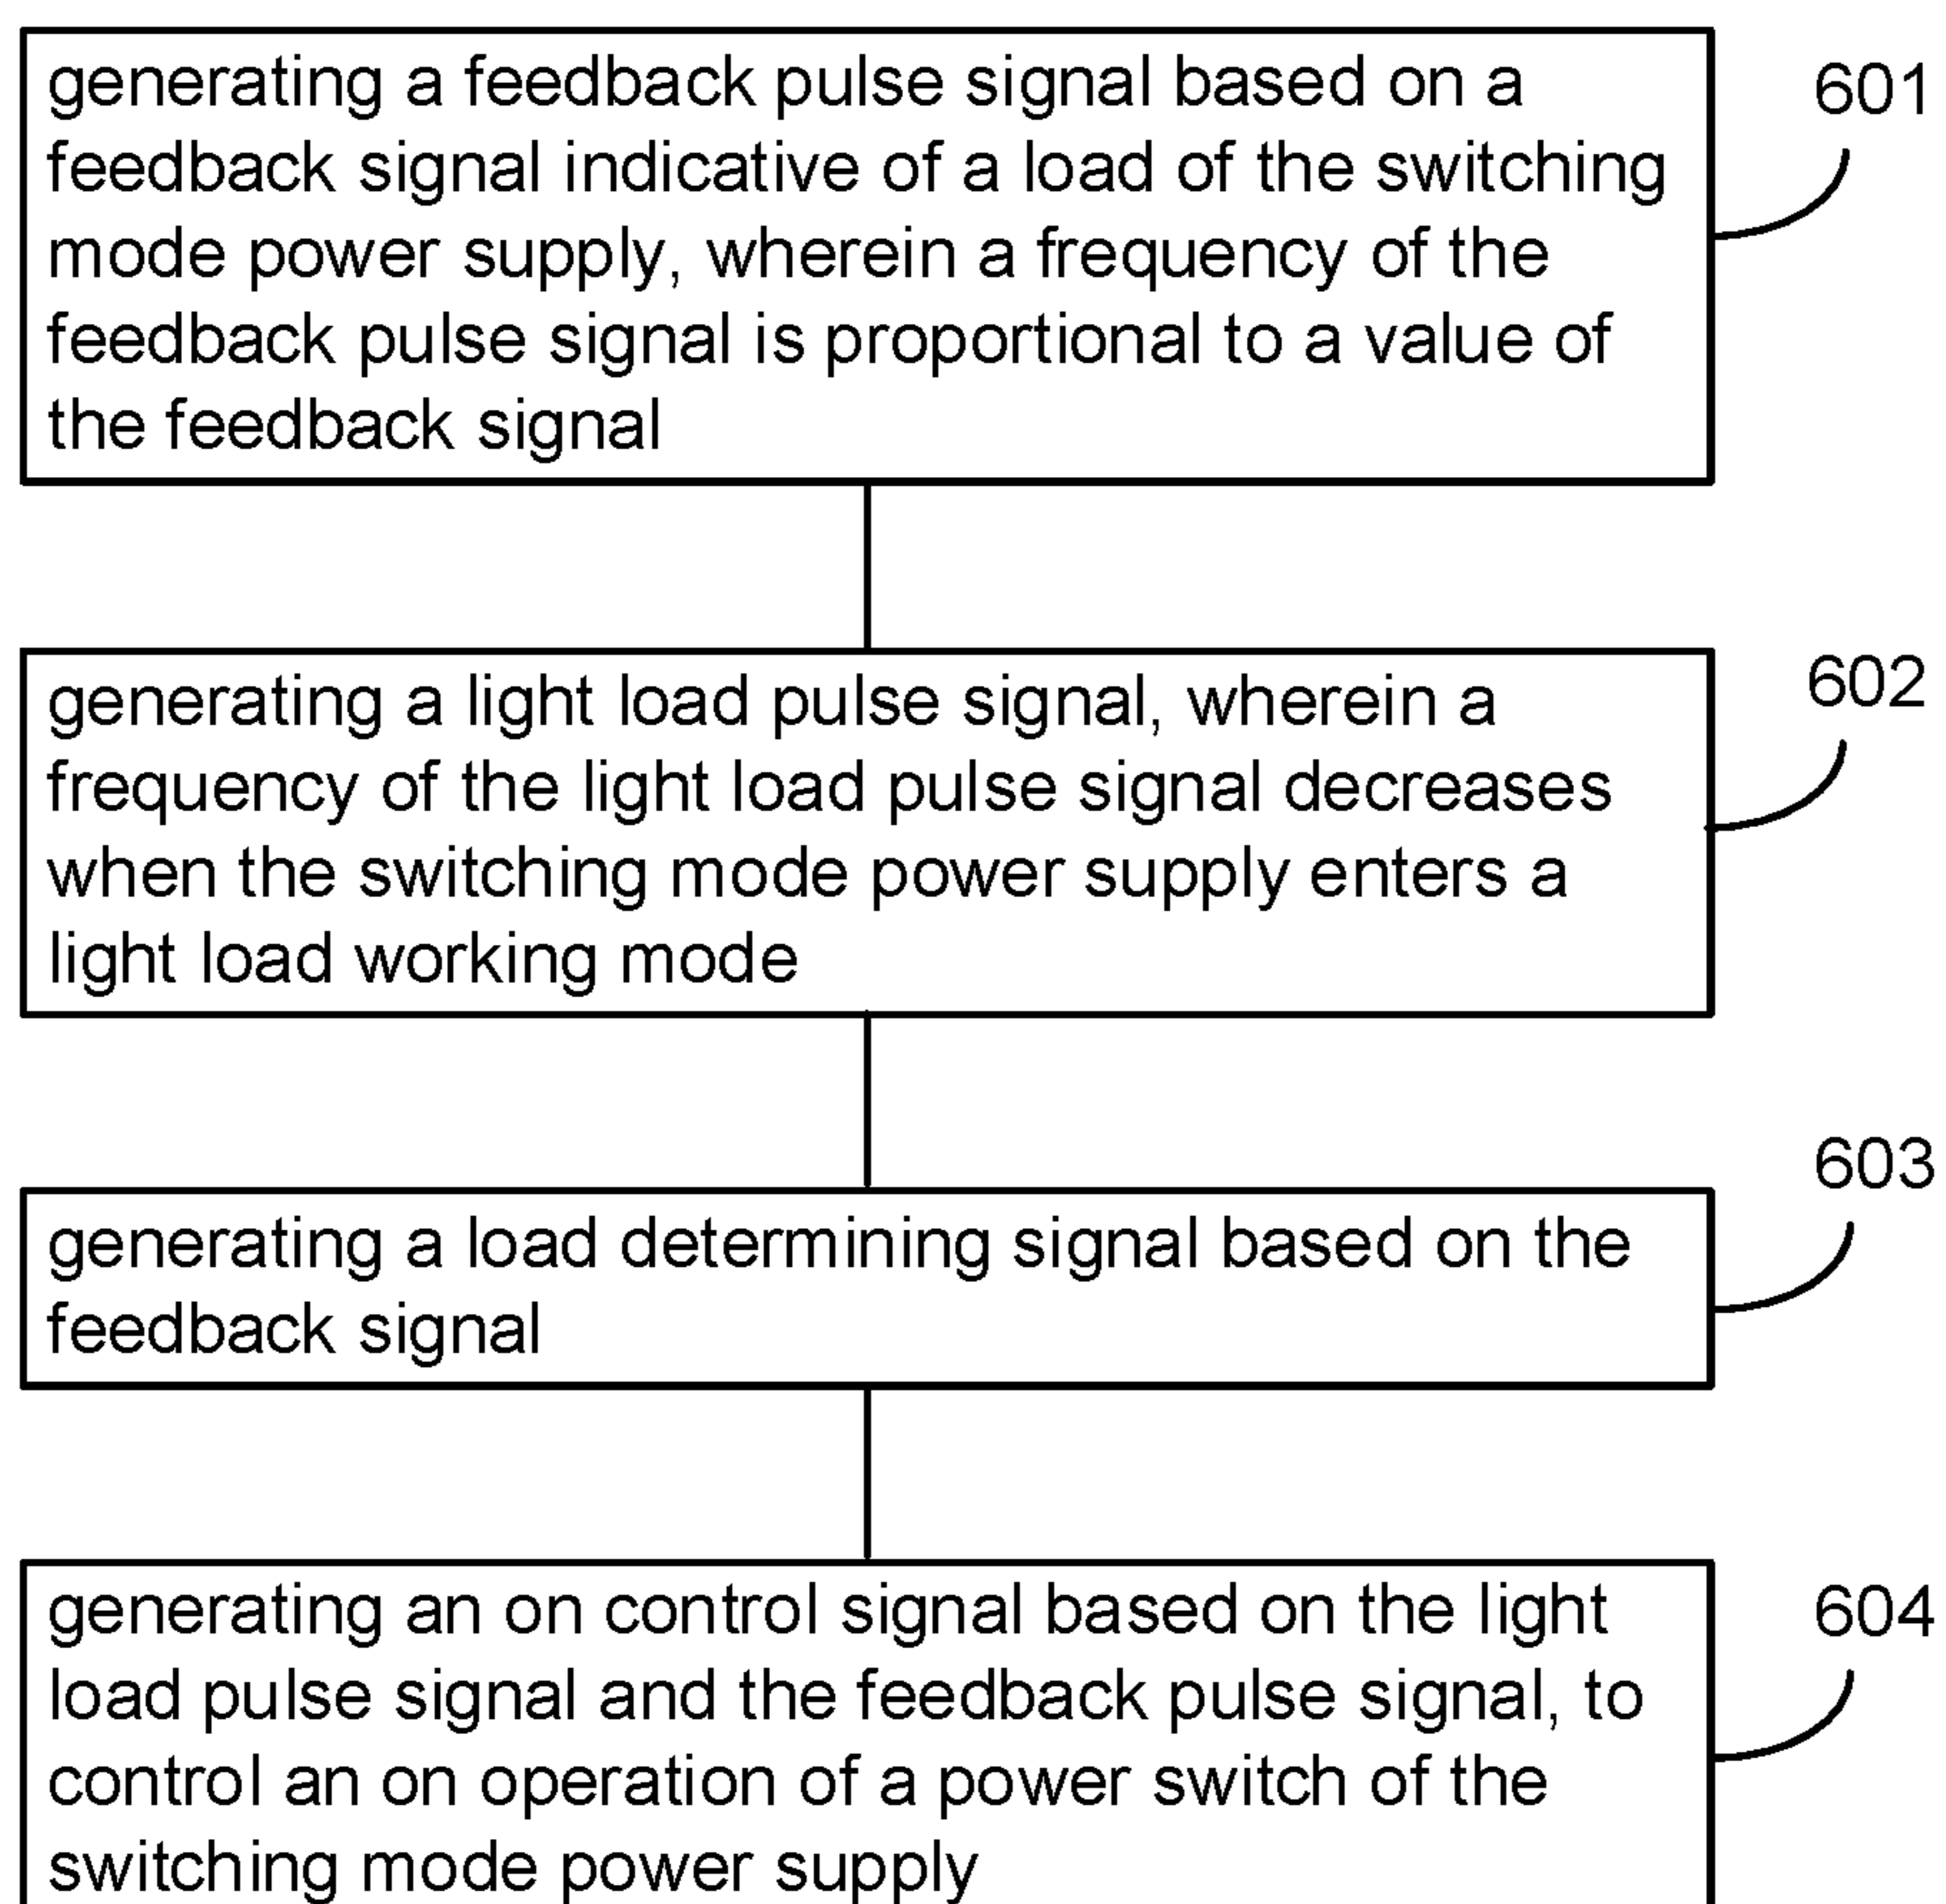 generating a feedback pulse signal based on a
feedback signal indicative of a load of the switching
mode power supply, wherein a frequency of the
feedback pulse signal is proportional to a value of
the feedback signal
601
generating a light load pulse signal, wherein a
frequency of the light load pulse signal decreases
when the switching mode power supply enters a
light load working mode
602
generating a load determining signal based on the
feedback signal
603
generating an on control signal based on the light
load pulse signal and the feedback pulse signal, to
control an on operation of a power switch of the
switching mode power supply
604